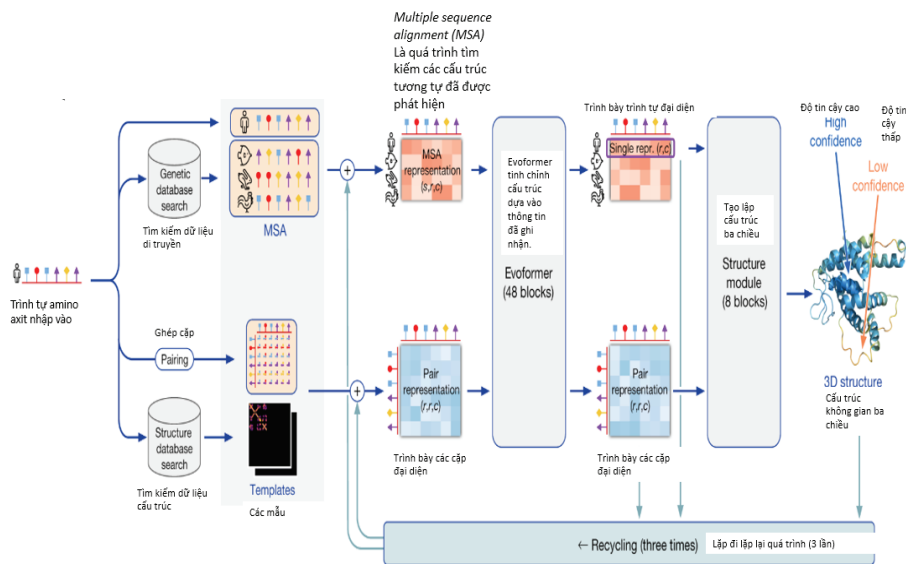 Multiple sequence
alignment (MSA)
Là quá trình tìm
kiếm các cấu trúc
tương tự đã được
phát hiện
Trình bày trình tự đại diện
Độ tin cậy cao
Độ tin
cậy
thấp
High
confidence
Low
confidence
Genetic
database
search
Tìm kiếm dữ liệu
di truyền
MSA
MSA
representation
(s,r,c)
Evoformer
tinh chỉnh
cấu trúc
dựa vào
thông tin
đã ghi
nhận.
Evoformer
(48 blocks)
Single repr. (r,c)
Tạo lập
cấu trúc
ba chiều
Structure
module
(8 blocks)
Trình tự amino
axit nhập vào
Ghép cặp
Pairing
Structure
database
search
Tìm kiếm dữ liệu
cấu trúc
Templates
Các mẫu
Pair
representation
(r,r,c)
Trình bày các cặp
đại diện
Pair
representation
(r,r,c)
Trình bày các cặp
đại diện
3D structure
Cấu trúc
không gian ba
chiều
← Recycling (three times)
Lặp đi lặp lại quá trình (3 lần)